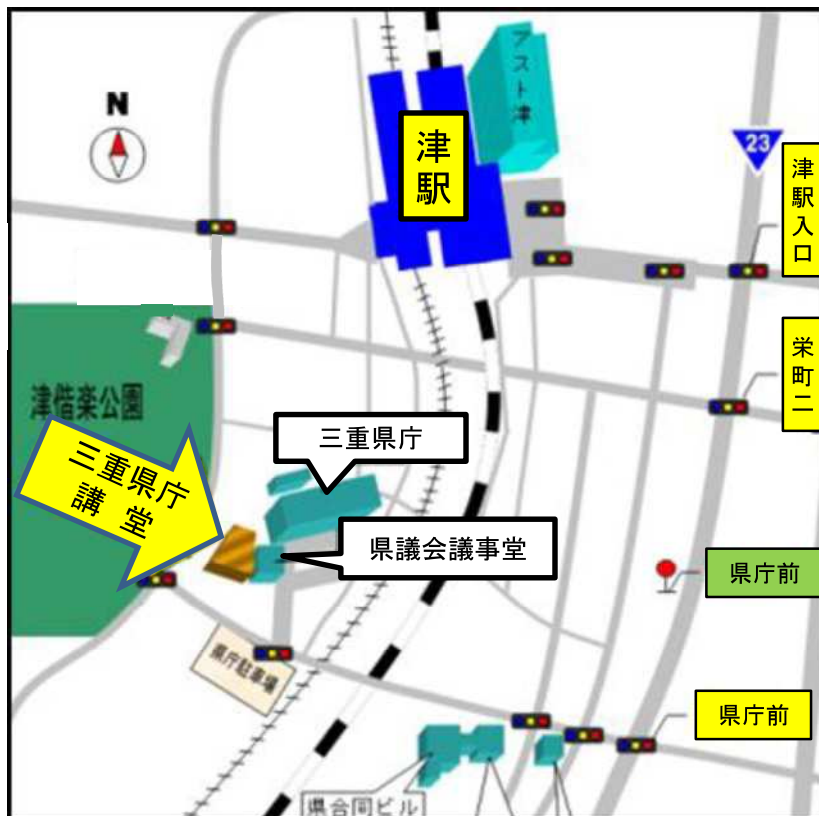 アスト津
N
津駅
23
津駅入口
栄町二
津偕楽公園
三重県庁
三重県庁
講堂
県議会議事堂
県庁前
県庁駐車場
県庁前
県合同ビル